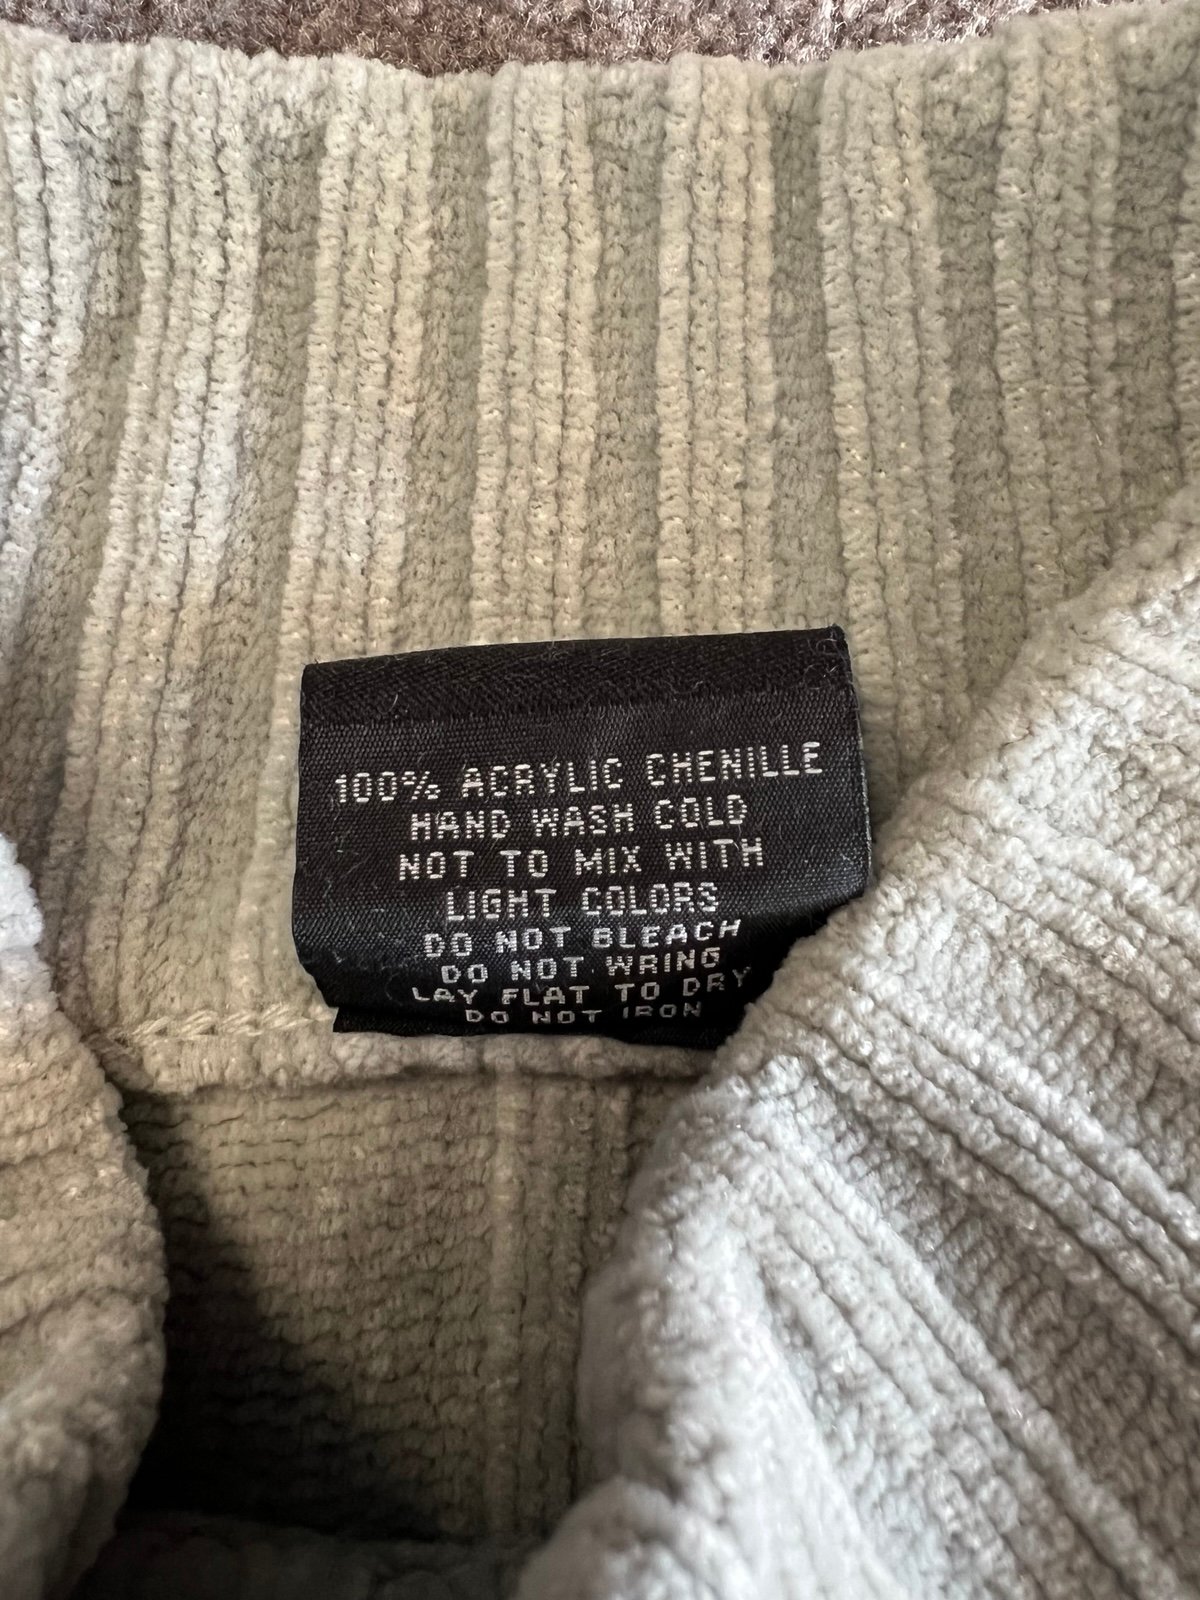 100% ACRYLIC CHENILLE
HAND WASH COLD
NOT TO MIX WITH
LIGHT COLORS
DO NOT BLEACH
DO NOT WRING
LAY FLAT TO DRY
DO NOT IRON